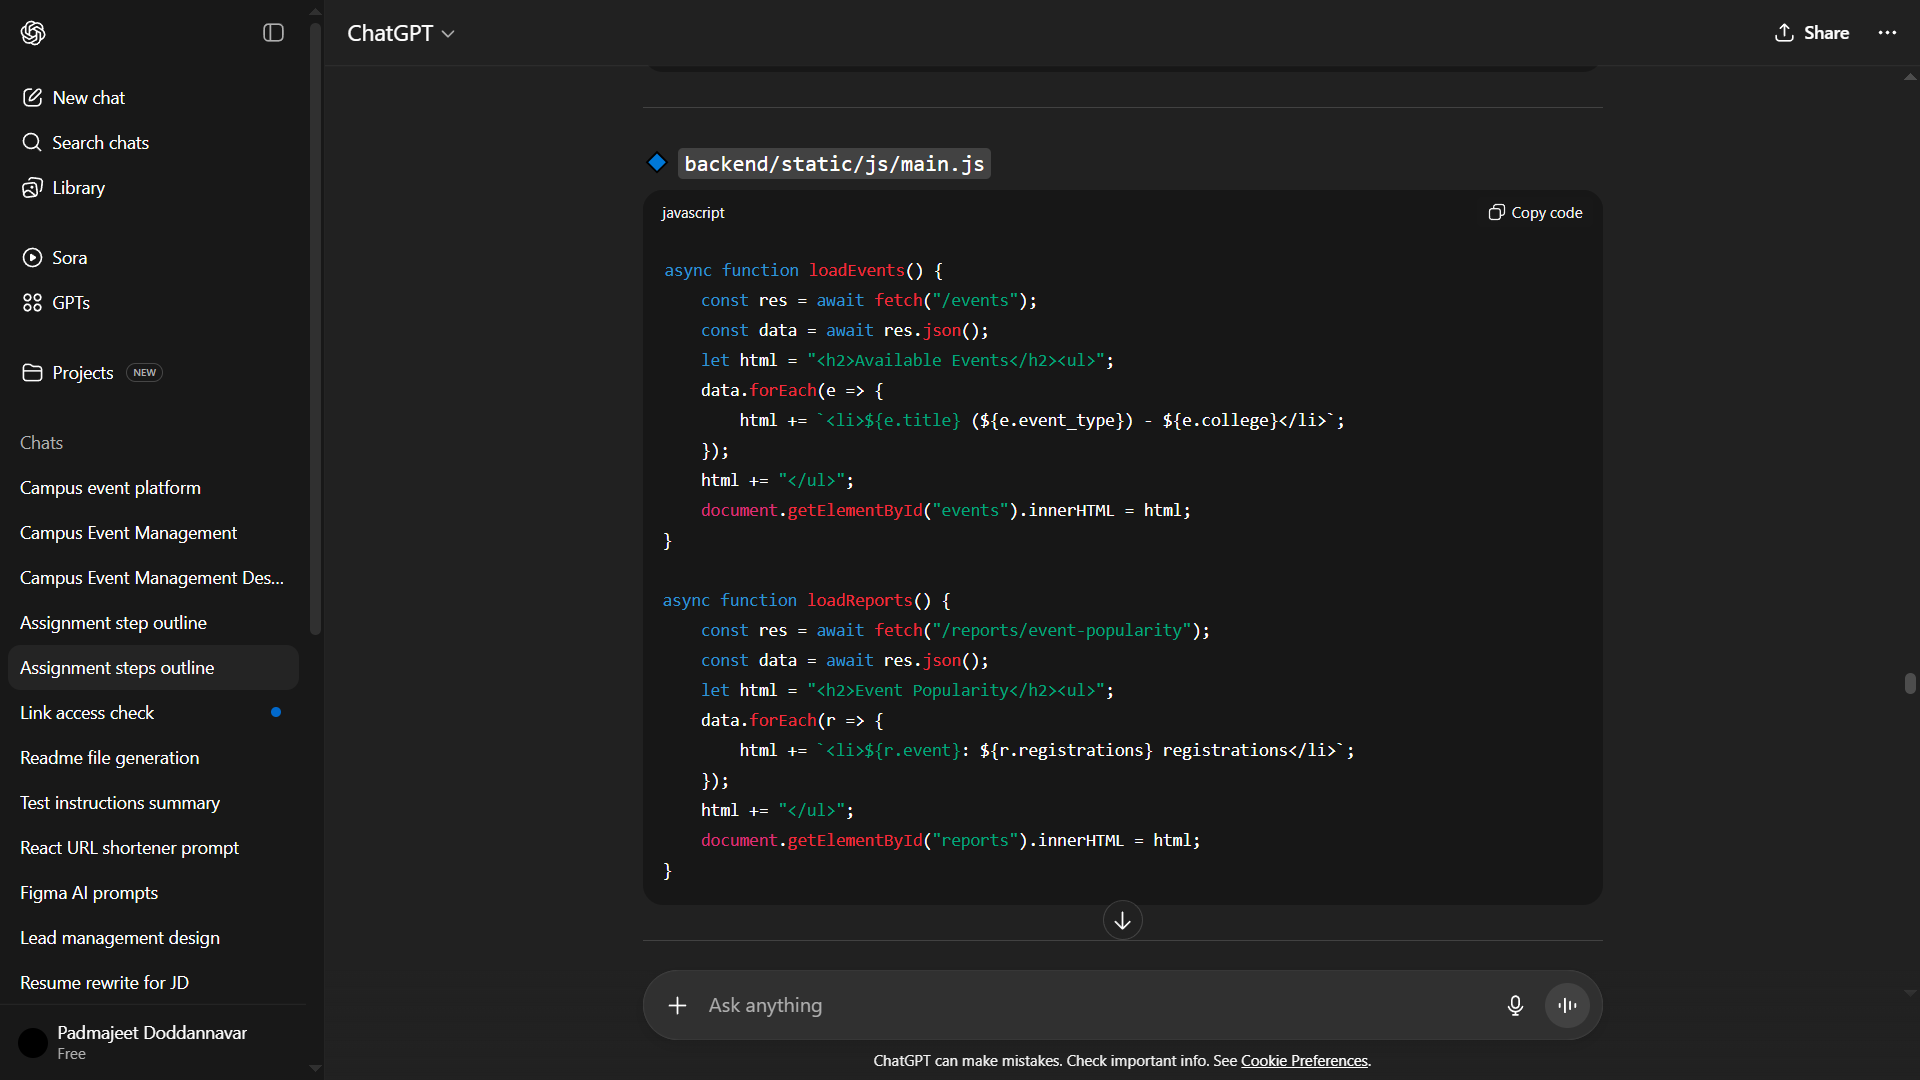 New chat
Search chats
Library
Sora
GPTs
Projects NEW
Chats
Campus event platform
Campus Event Management
Campus Event Management Des...
Assignment step outline
Assignment steps outline
Link access check
Readme file generation
Test instructions summary
React URL shortener prompt
Figma AI prompts
Lead management design
Resume rewrite for JD
Padmajeet Doddannavar
Free
ChatGPT
Share
backend/static/js/main.js
javascript
Copy code
async function loadEvents() {
    const res = await fetch("/events");
    const data = await res.json();
    let html = "<h2>Available Events</h2><ul>";
    data.forEach(e => {
        html += `<li>${e.title} (${e.event_type}) - ${e.college}</li>`;
    });
    html += "</ul>";
    document.getElementById("events").innerHTML = html;
}
async function loadReports() {
    const res = await fetch("/reports/event-popularity");
    const data = await res.json();
    let html = "<h2>Event Popularity</h2><ul>";
    data.forEach(r => {
        html += `<li>${r.event}: ${r.registrations} registrations</li>`;
    });
    html += "</ul>";
    document.getElementById("reports").innerHTML = html;
}
Ask anything
ChatGPT can make mistakes. Check important info. See Cookie Preferences.